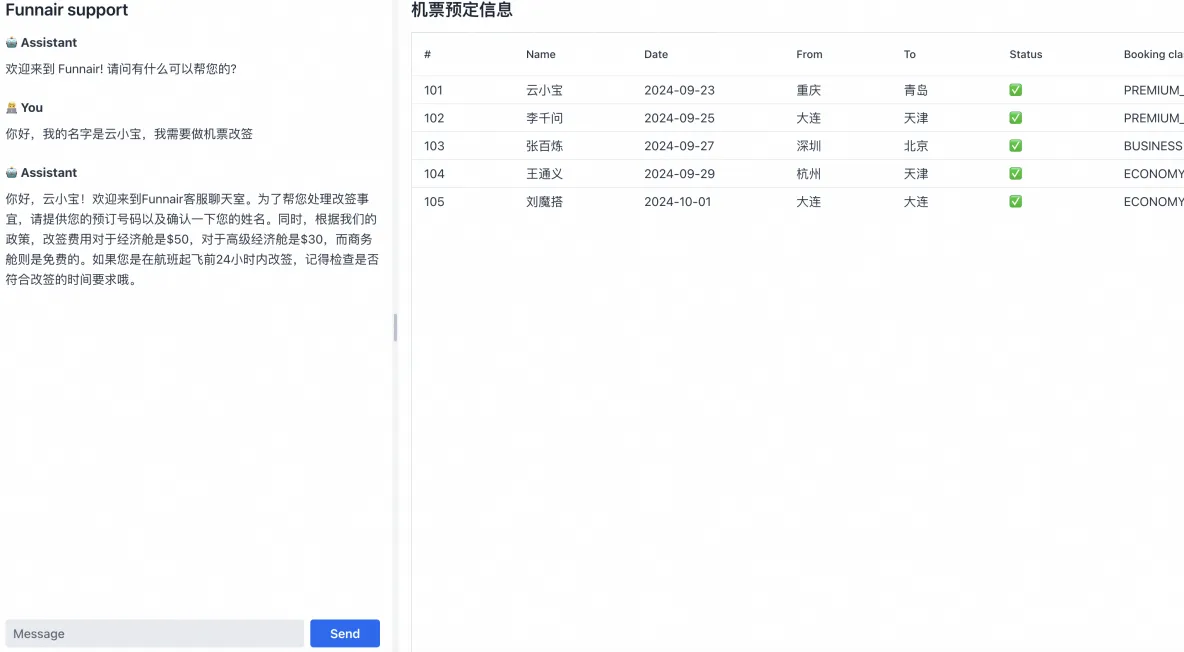 Funnair support
Assistant
欢迎来到 Funnair! 请问有什么可以帮您的?
You
你好，我的名字是云小宝，我需要做机票改签
Assistant
你好，云小宝！欢迎来到Funnair客服聊天室。为了帮您处理改签事
宜，请提供您的预订号码以及确认一下您的姓名。同时，根据我们的
政策，改签费用对于经济舱是$50，对于高级经济舱是$30，而商务
舱则是免费的。如果您是在航班起飞前24小时内改签，记得检查是否
符合改签的时间要求哦。
Message
Send
机票预定信息
# Name Date From To Status Booking cla
101 云小宝 2024-09-23 重庆 青岛 ✅ PREMIUM_
102 李千问 2024-09-25 大连 天津 ✅ PREMIUM_
103 张百炼 2024-09-27 深圳 北京 ✅ BUSINESS
104 王通义 2024-09-29 杭州 天津 ✅ ECONOMY
105 刘魔搭 2024-10-01 大连 大连 ✅ ECONOMY